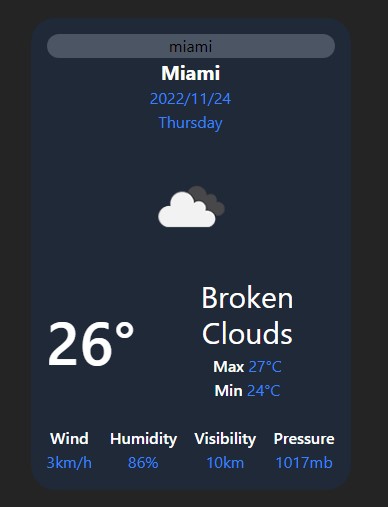 miami
Miami
2022/11/24
Thursday
Broken
Clouds
26°
Max 27°C
Min 24°C
Wind Humidity Visibility Pressure
3km/h 86% 10km 1017mb